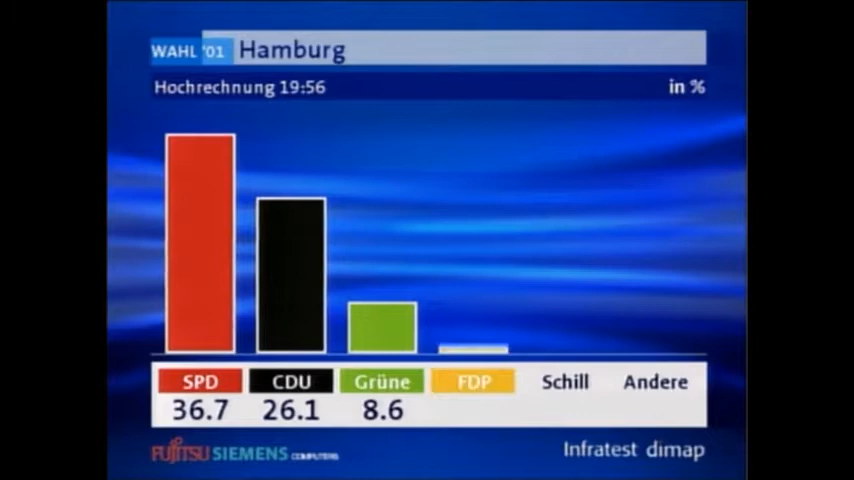 WAHL '01 Hamburg
Hochrechnung 19:56 in %
SPD CDU Grüne FDP Schill Andere
36.7 26.1 8.6
FUJITSU SIEMENS COMPUTERS Infratest dimap